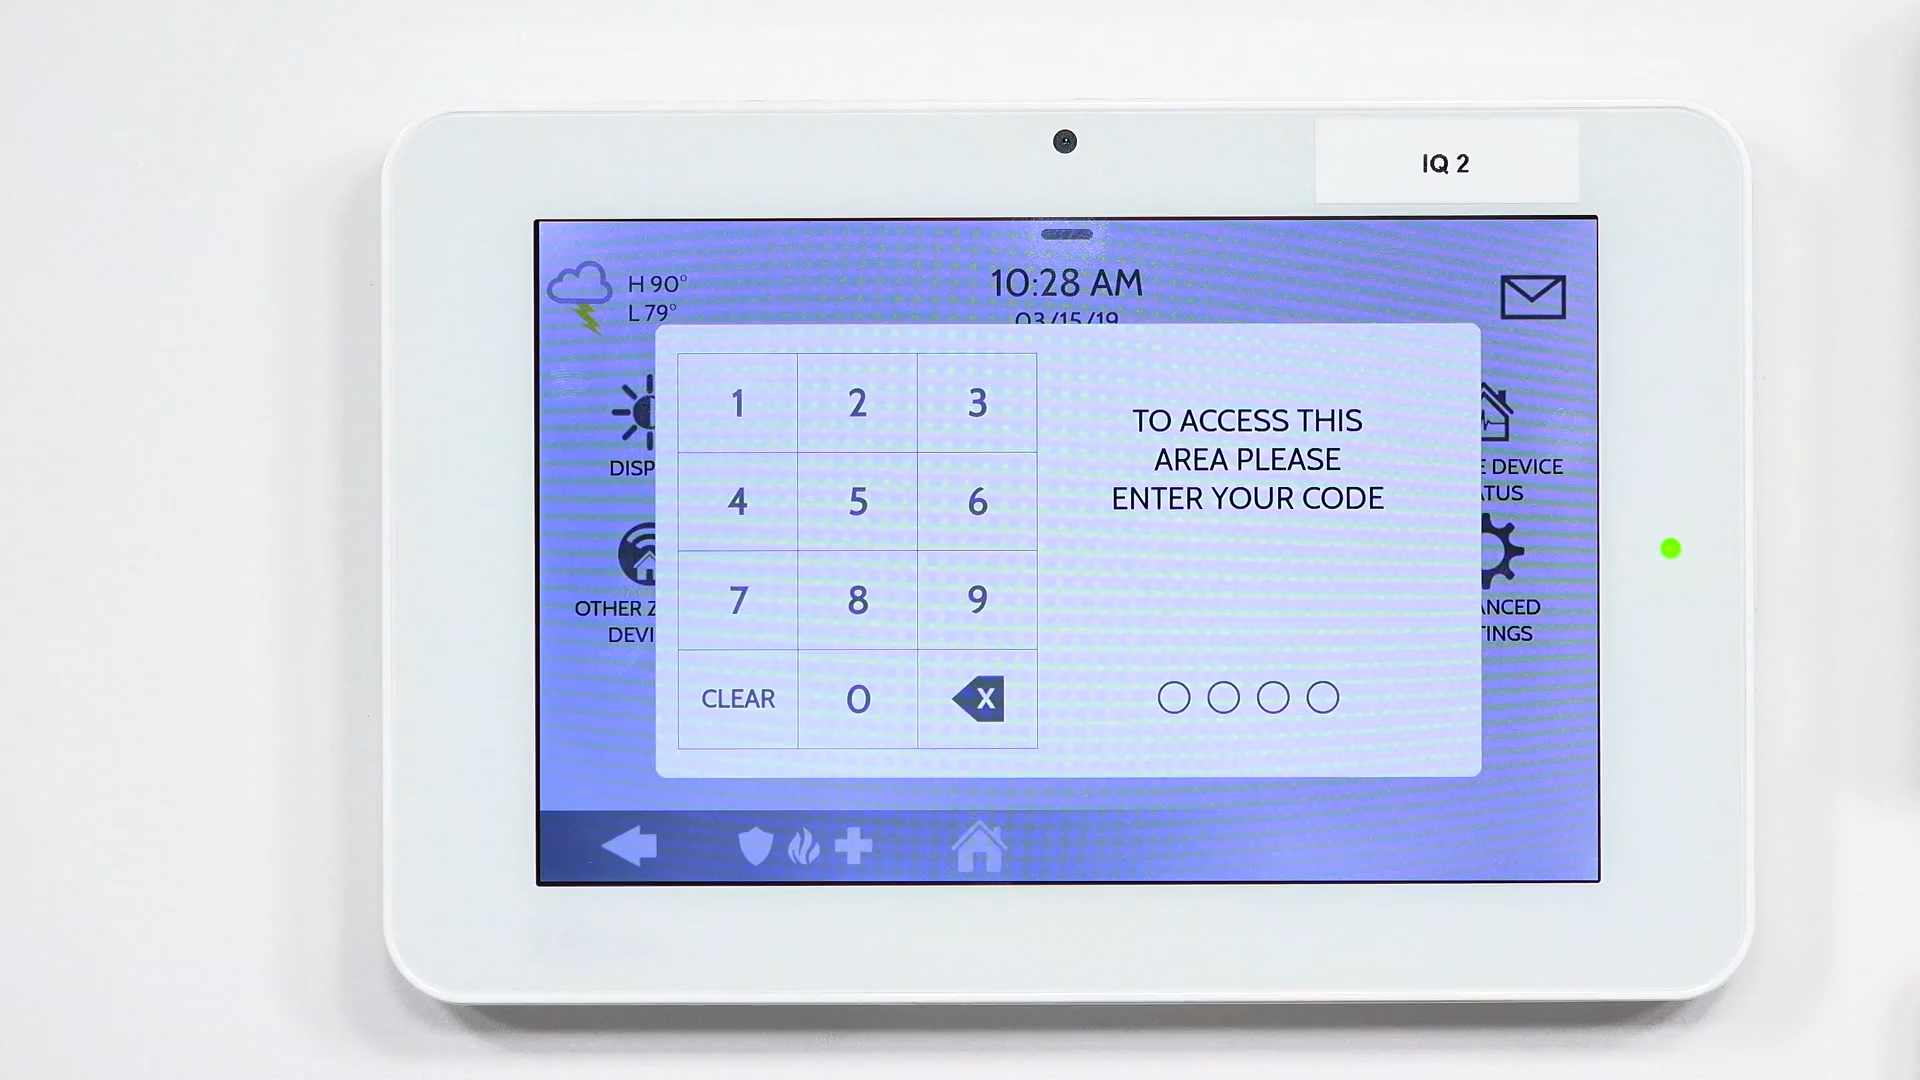 IQ 2
H 90°
L 79°
10:28 AM
03/15/19
DISP
E DEVICE
TUS
OTHER Z
DEVI
ANCED
TINGS
1 2 3
4 5 6
7 8 9
CLEAR 0 X
TO ACCESS THIS
AREA PLEASE
ENTER YOUR CODE